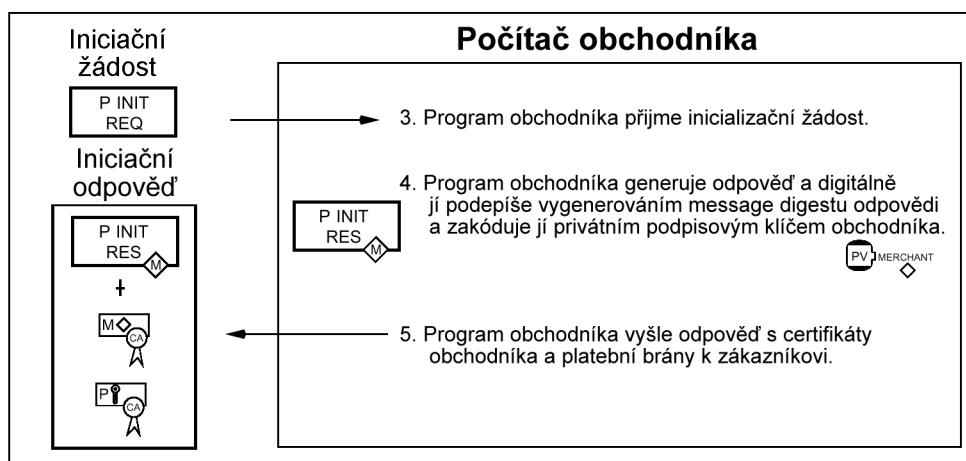 Počítač obchodníka
Iniciační
žádost
P INIT
REQ
3. Program obchodníka přijme inicializační žádost.
Iniciační
odpověď
P INIT
RES
M
+
M
CA
P
CA
4. Program obchodníka generuje odpověď a digitálně
jí podepíše vygenerováním message digestu odpovědi
a zakóduje jí privátním podpisovým klíčem obchodníka.
P INIT
RES
M
PV
MERCHANT
5. Program obchodníka vyšle odpověď s certifikáty
obchodníka a platební brány k zákazníkovi.